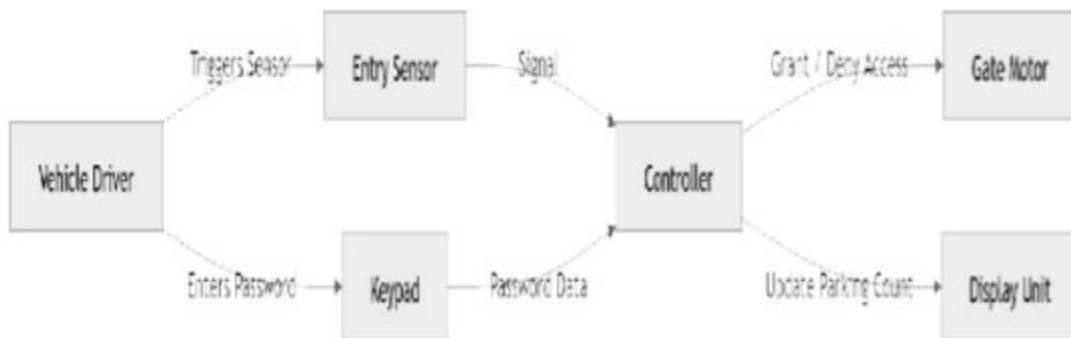 Triggers Sensor
Entry Sensor
Signal
Grant / Deny Access
Gate Motor
Vehicle Driver
Controller
Enters Password
Keypad
Password Data
Update Parking Count
Display Unit